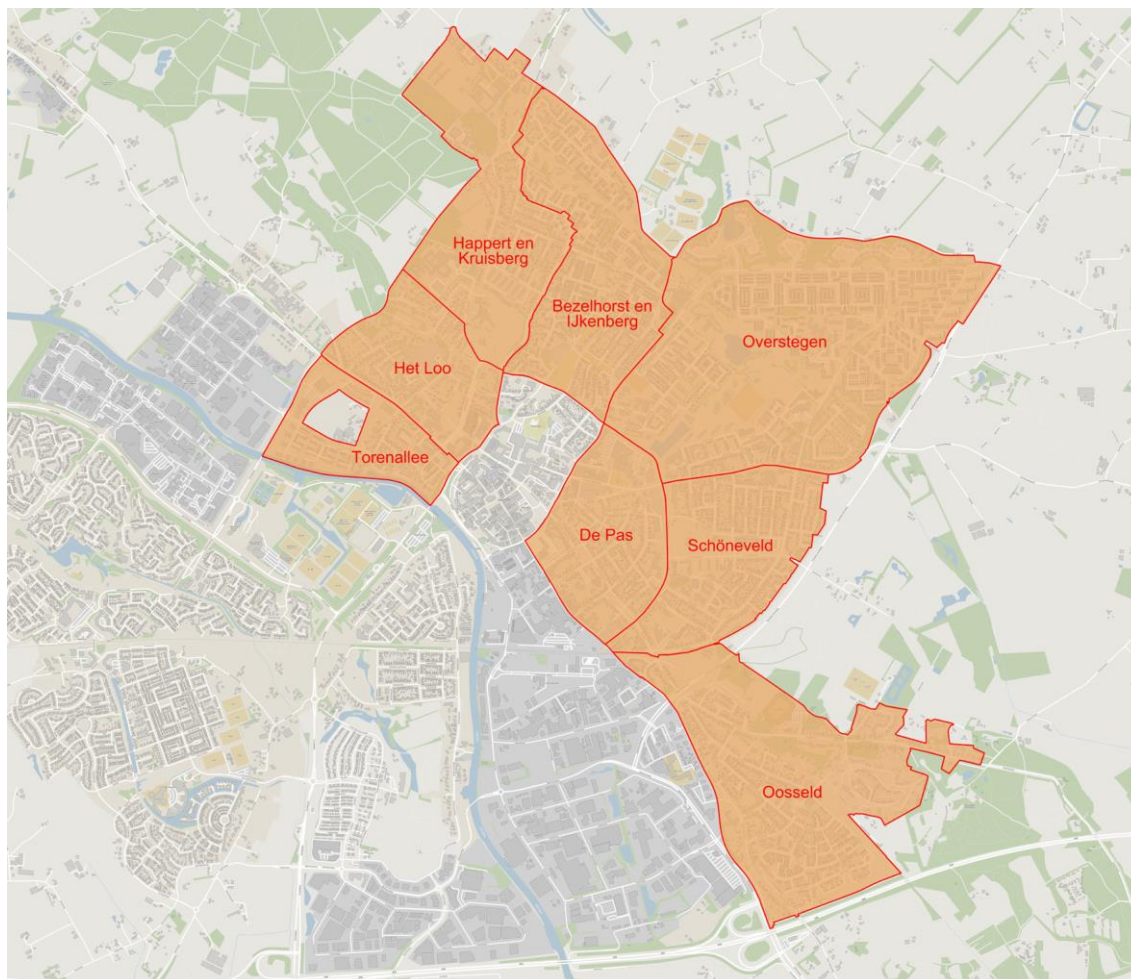 Happert en
Kruisberg
Bezelhorst en
IJkenberg
Overstegen
Het Loo
Torenallee
De Pas
Schöneveld
Oosseld